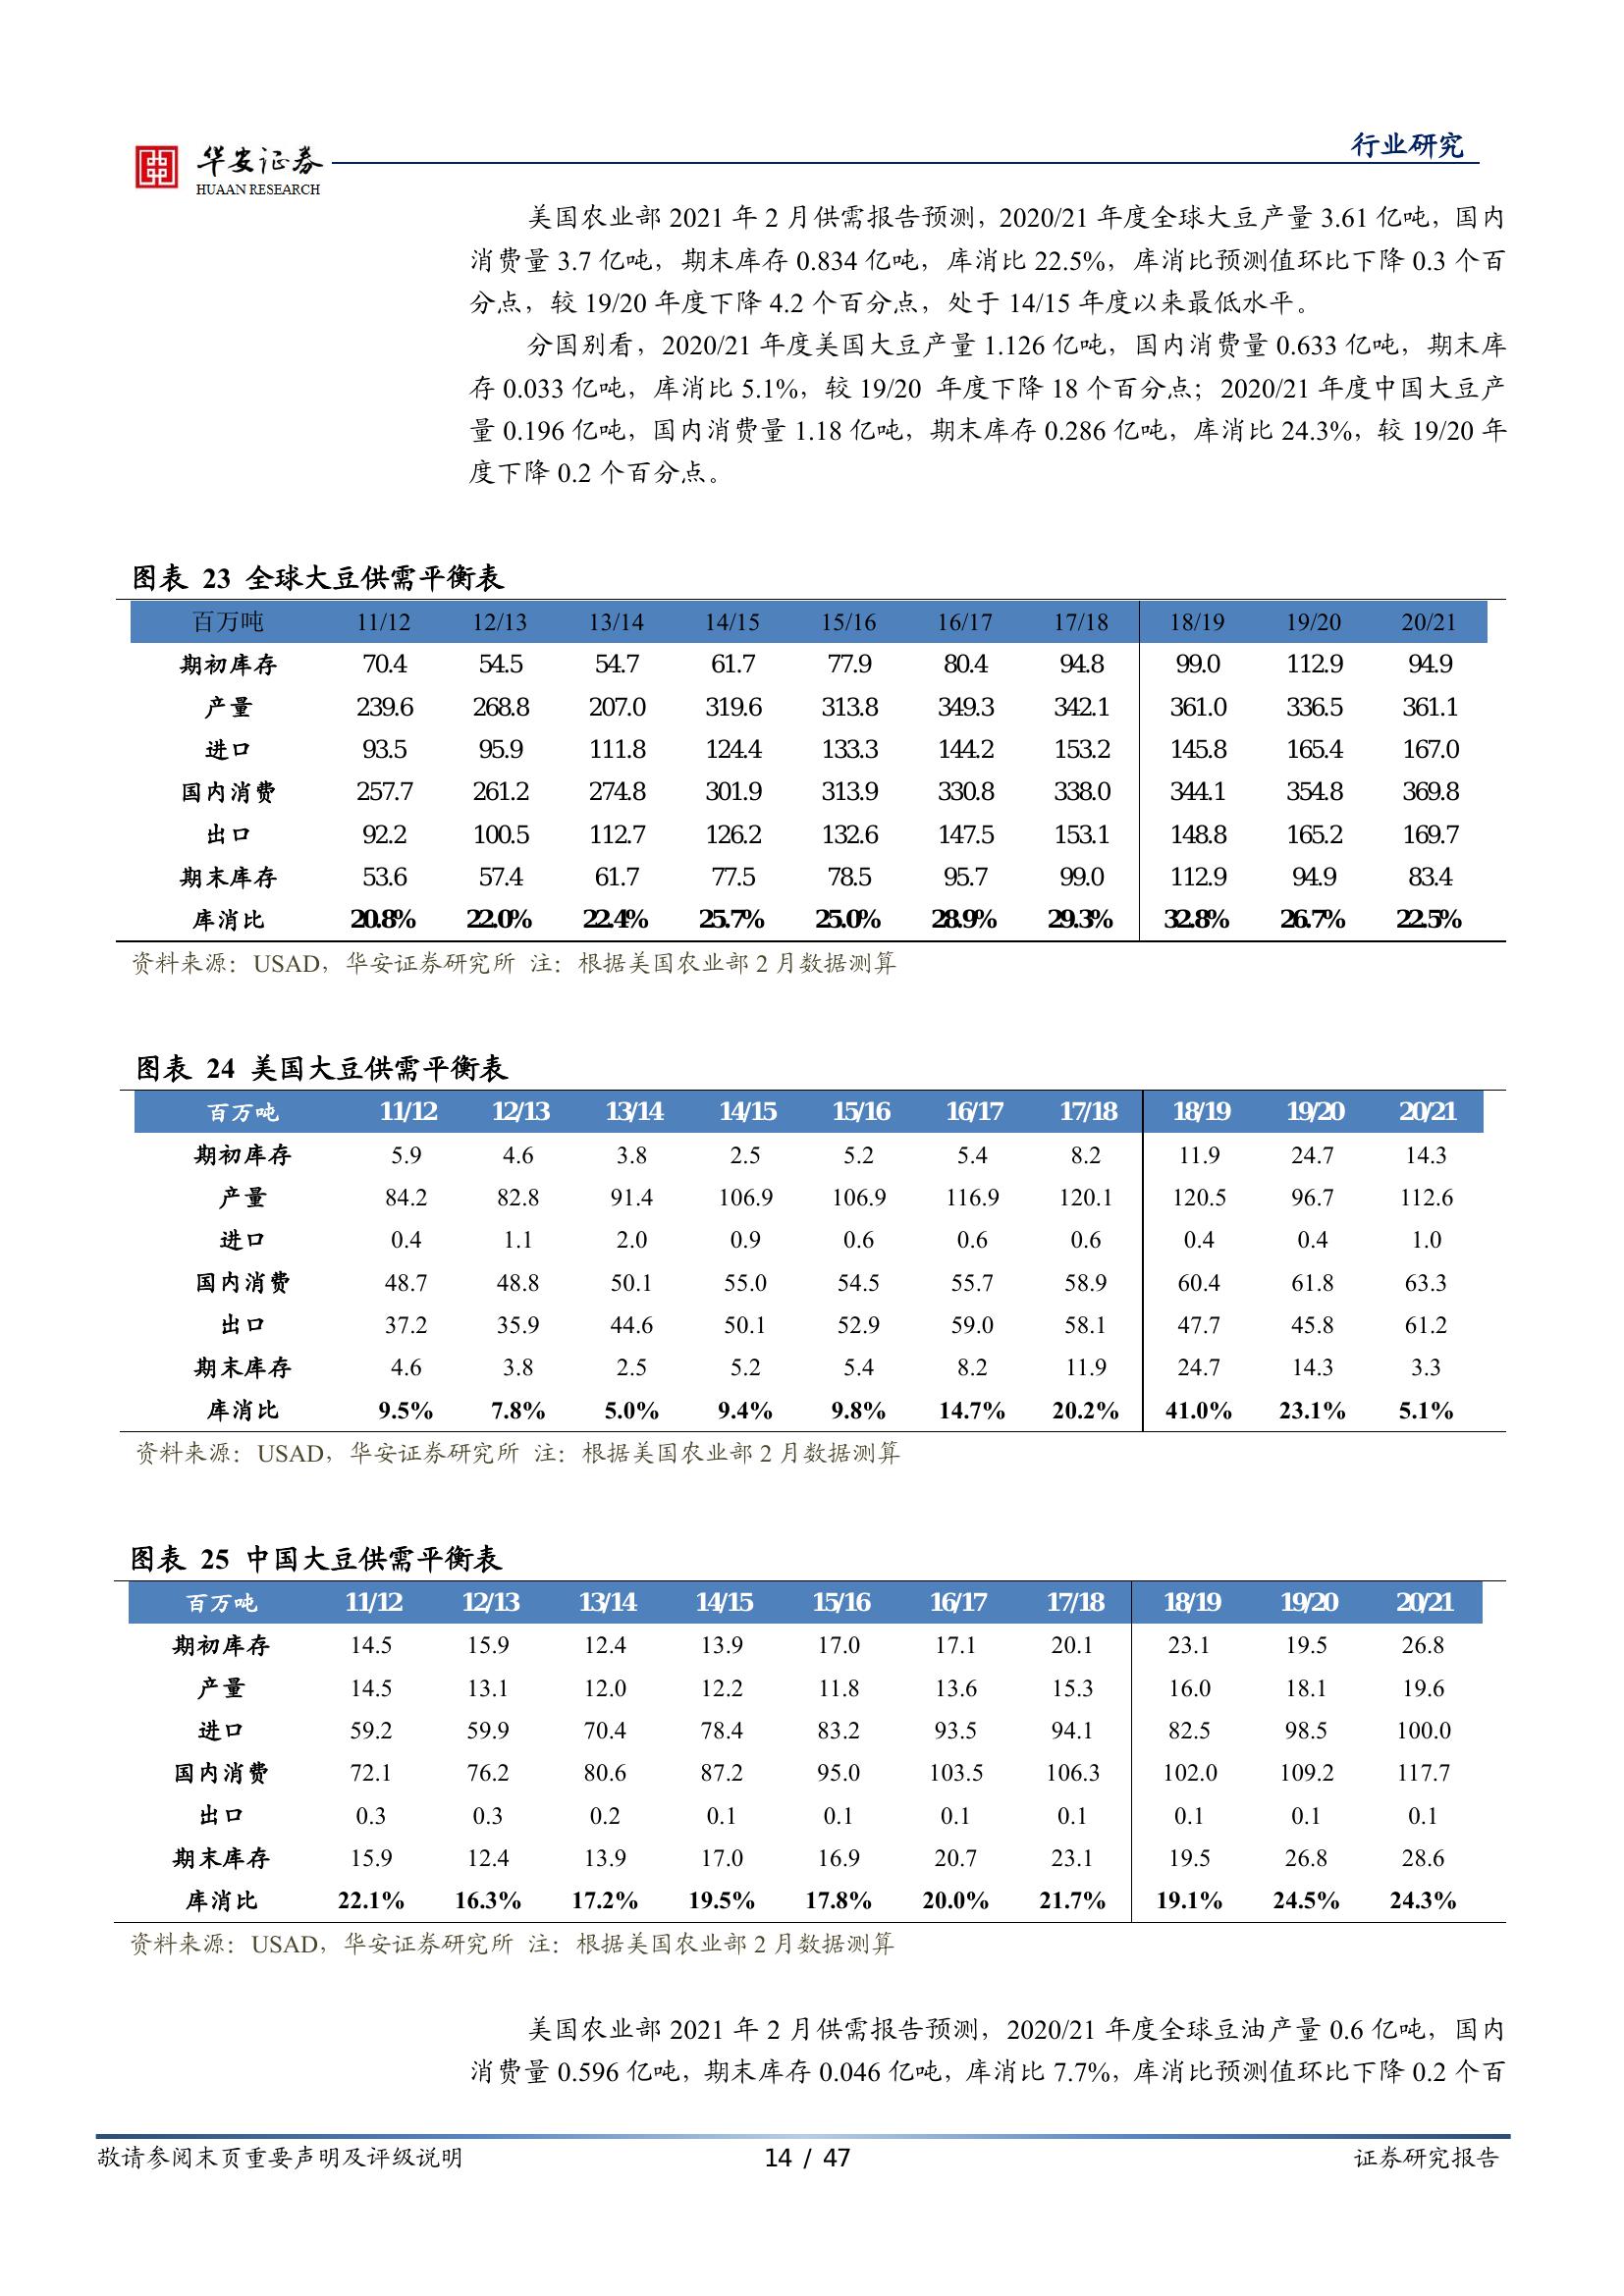 华安证券
HUAAN RESEARCH
行业研究
美国农业部 2021 年 2 月供需报告预测，2020/21 年度全球大豆产量 3.61 亿吨，国内
消费量 3.7 亿吨，期末库存 0.834 亿吨，库消比 22.5%，库消比预测值环比下降 0.3 个百
分点，较 19/20 年度下降 4.2 个百分点，处于 14/15 年度以来最低水平。
分国别看，2020/21 年度美国大豆产量 1.126 亿吨，国内消费量 0.633 亿吨，期末库
存 0.033 亿吨，库消比 5.1%，较 19/20 年度下降 18 个百分点；2020/21 年度中国大豆产
量 0.196 亿吨，国内消费量 1.18 亿吨，期末库存 0.286 亿吨，库消比 24.3%，较 19/20 年
度下降 0.2 个百分点。
图表 23 全球大豆供需平衡表
百万吨 11/12 12/13 13/14 14/15 15/16 16/17 17/18 18/19 19/20 20/21
期初库存 70.4 54.5 54.7 61.7 77.9 80.4 94.8 99.0 112.9 94.9
产量 239.6 268.8 207.0 319.6 313.8 349.3 342.1 361.0 336.5 361.1
进口 93.5 95.9 111.8 124.4 133.3 144.2 153.2 145.8 165.4 167.0
国内消费 257.7 261.2 274.8 301.9 313.9 330.8 338.0 344.1 354.8 369.8
出口 92.2 100.5 112.7 126.2 132.6 147.5 153.1 148.8 165.2 169.7
期末库存 53.6 57.4 61.7 77.5 78.5 95.7 99.0 112.9 94.9 83.4
库消比 20.8% 22.0% 22.4% 25.7% 25.0% 28.9% 29.3% 32.8% 26.7% 22.5%
资料来源：USAD，华安证券研究所 注：根据美国农业部 2 月数据测算
图表 24 美国大豆供需平衡表
百万吨 11/12 12/13 13/14 14/15 15/16 16/17 17/18 18/19 19/20 20/21
期初库存 5.9 4.6 3.8 2.5 5.2 5.4 8.2 11.9 24.7 14.3
产量 84.2 82.8 91.4 106.9 106.9 116.9 120.1 120.5 96.7 112.6
进口 0.4 1.1 2.0 0.9 0.6 0.6 0.6 0.4 0.4 1.0
国内消费 48.7 48.8 50.1 55.0 54.5 55.7 58.9 60.4 61.8 63.3
出口 37.2 35.9 44.6 50.1 52.9 59.0 58.1 47.7 45.8 61.2
期末库存 4.6 3.8 2.5 5.2 5.4 8.2 11.9 24.7 14.3 3.3
库消比 9.5% 7.8% 5.0% 9.4% 9.8% 14.7% 20.2% 41.0% 23.1% 5.1%
资料来源：USAD，华安证券研究所 注：根据美国农业部 2 月数据测算
图表 25 中国大豆供需平衡表
百万吨 11/12 12/13 13/14 14/15 15/16 16/17 17/18 18/19 19/20 20/21
期初库存 14.5 15.9 12.4 13.9 17.0 17.1 20.1 23.1 19.5 26.8
产量 14.5 13.1 12.0 12.2 11.8 13.6 15.3 16.0 18.1 19.6
进口 59.2 59.9 70.4 78.4 83.2 93.5 94.1 82.5 98.5 100.0
国内消费 72.1 76.2 80.6 87.2 95.0 103.5 106.3 102.0 109.2 117.7
出口 0.3 0.3 0.2 0.1 0.1 0.1 0.1 0.1 0.1 0.1
期末库存 15.9 12.4 13.9 17.0 16.9 20.7 23.1 19.5 26.8 28.6
库消比 22.1% 16.3% 17.2% 19.5% 17.8% 20.0% 21.7% 19.1% 24.5% 24.3%
资料来源：USAD，华安证券研究所 注：根据美国农业部 2 月数据测算
美国农业部 2021 年 2 月供需报告预测，2020/21 年度全球豆油产量 0.6 亿吨，国内
消费量 0.596 亿吨，期末库存 0.046 亿吨，库消比 7.7%，库消比预测值环比下降 0.2 个百
敬请参阅末页重要声明及评级说明 14 / 47 证券研究报告